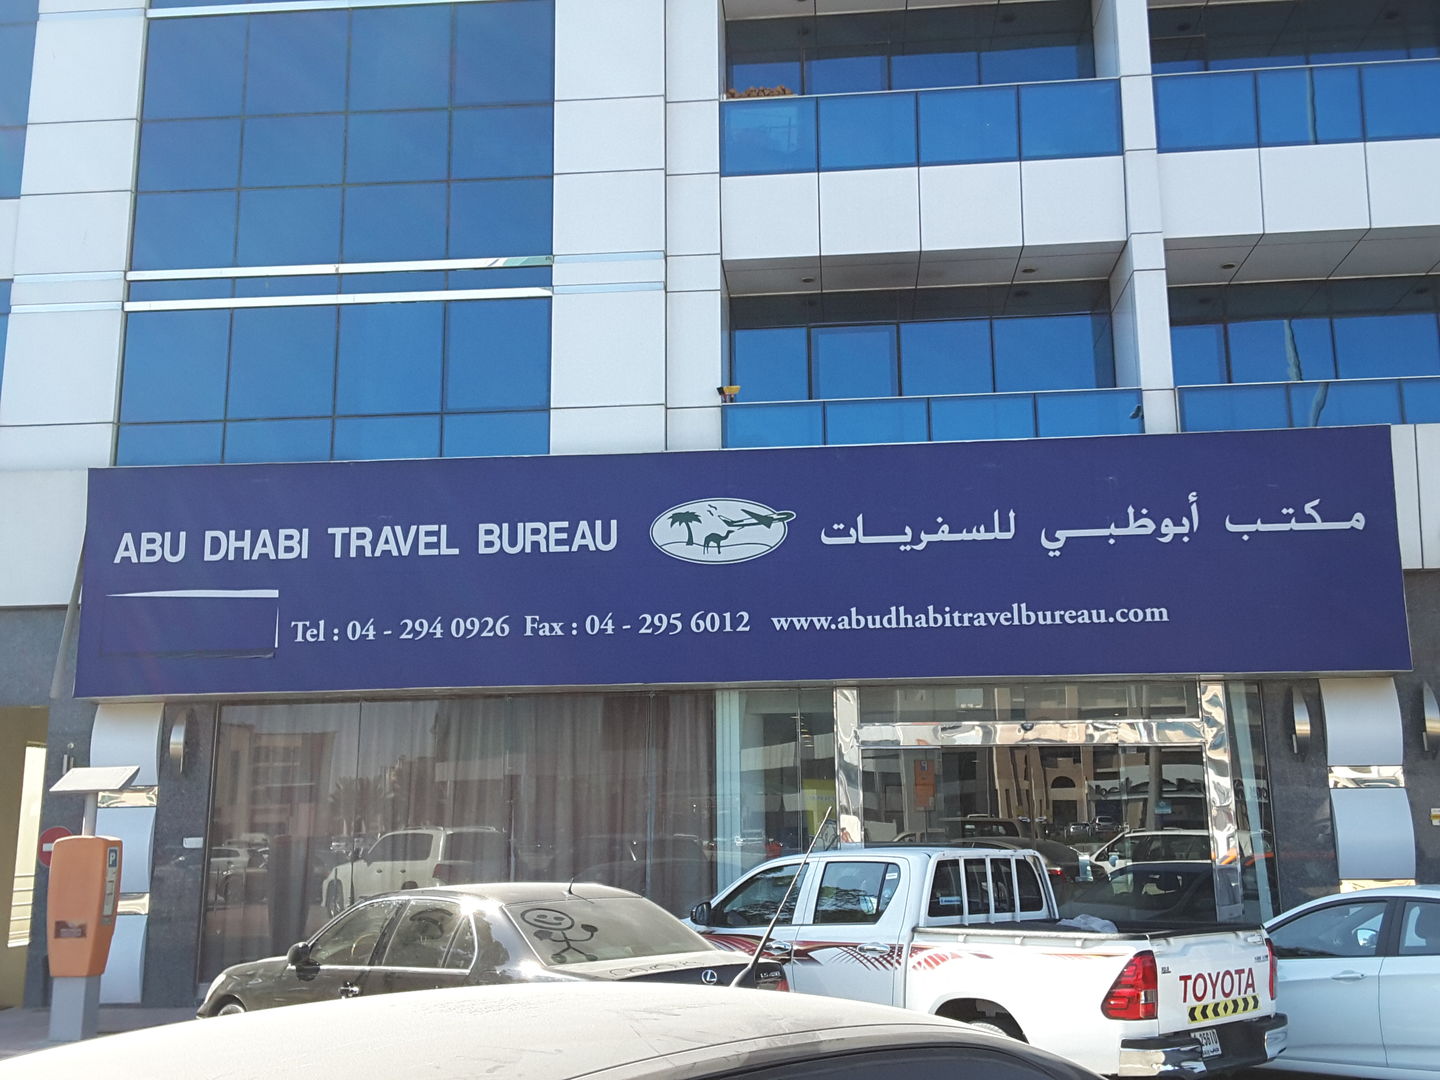 ABU DHABI TRAVEL BUREAU
مكتب أبوظبي للسفريات
Tel : 04 - 294 0926 Fax : 04 - 295 6012 www.abudhabitravelbureau.com
P
TOYOTA